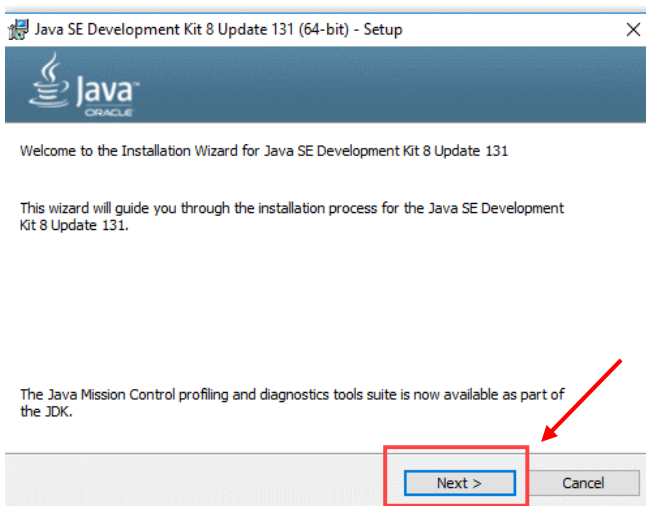 Java SE Development Kit 8 Update 131 (64-bit) - Setup
Java™
ORACLE
Welcome to the Installation Wizard for Java SE Development Kit 8 Update 131
This wizard will guide you through the installation process for the Java SE Development
Kit 8 Update 131.
The Java Mission Control profiling and diagnostics tools suite is now available as part of
the JDK.
Next > Cancel